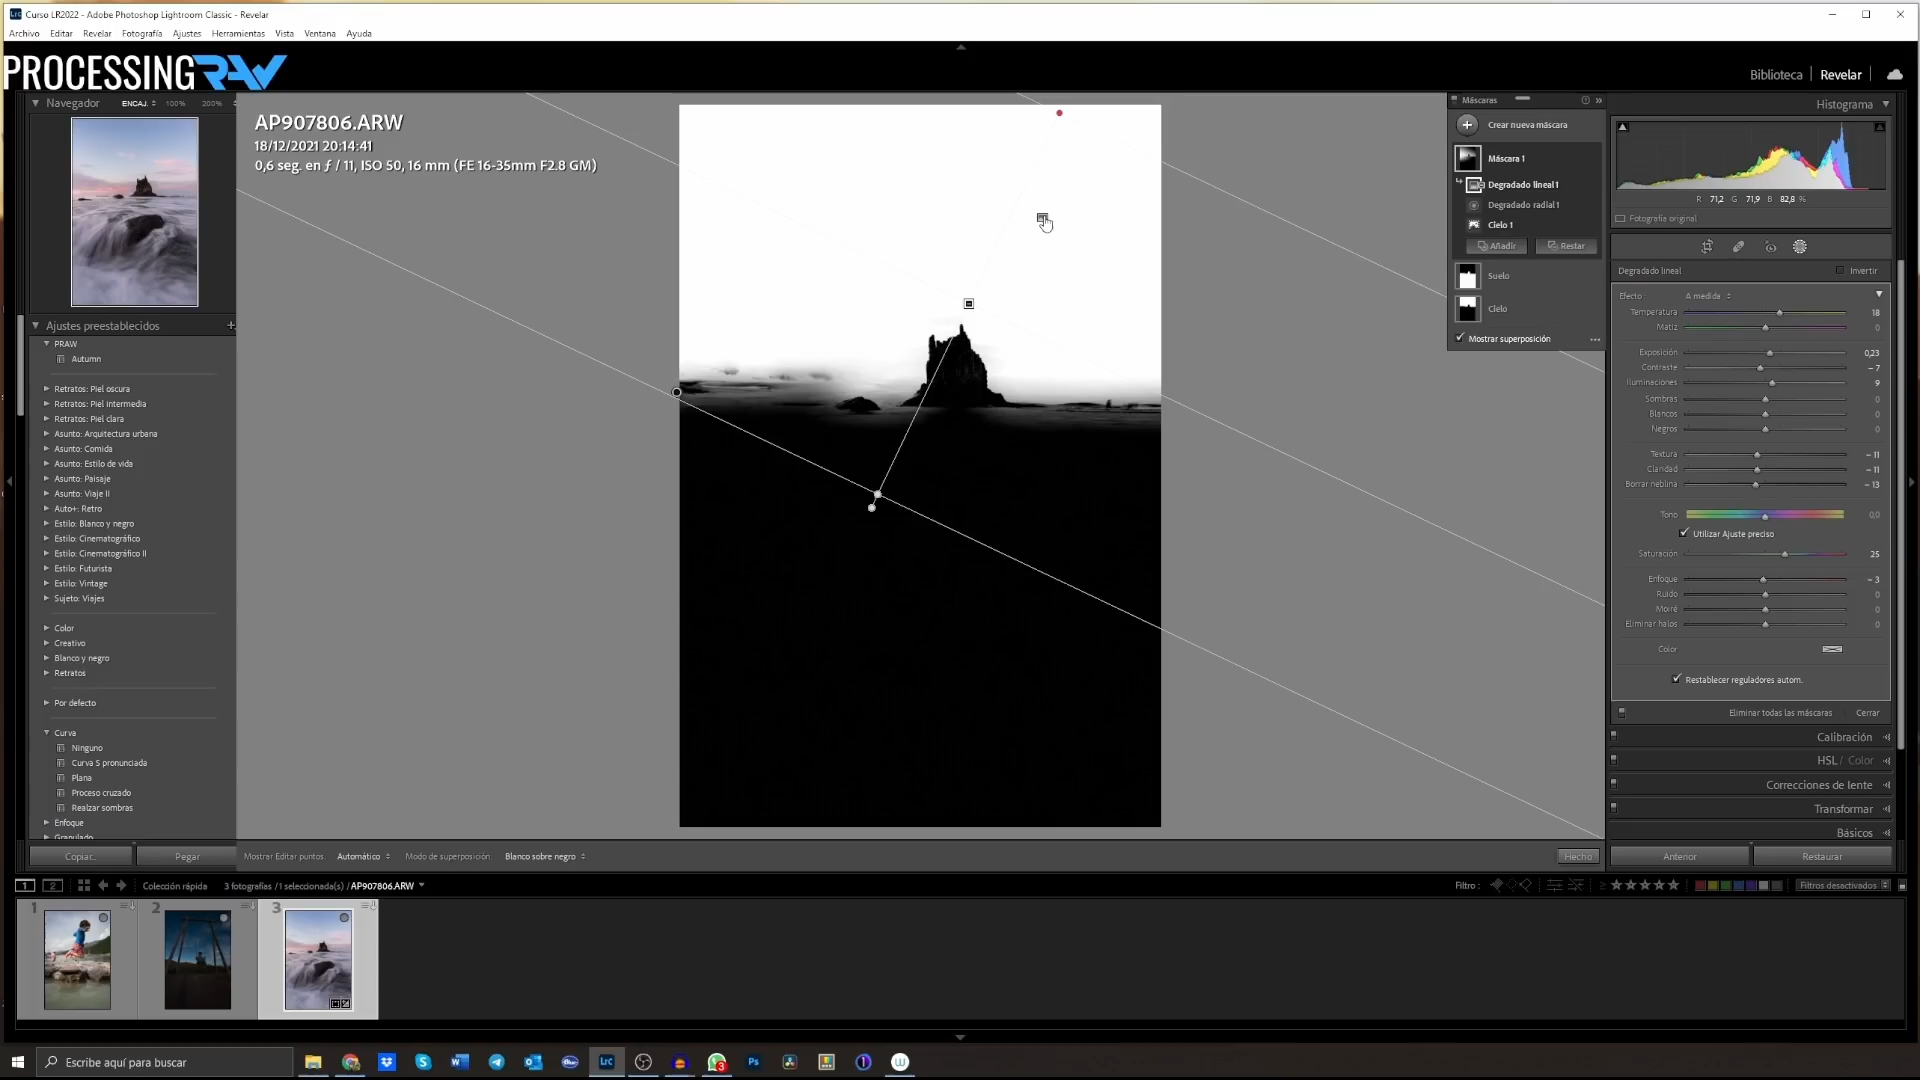 Curso LR2022 - Adobe Photoshop Lightroom Classic - Revelar
Archivo Editar Revelar Fotografía Ajustes Herramientas Vista Ventana Ayuda
PROCESSINGRAW
Biblioteca | Revelar |
Navegador ENCAJ. 100% 200%
AP907806.ARW
18/12/2021 20:14:41
0,6 seg. en ƒ / 11, ISO 50, 16 mm (FE 16-35mm F2.8 GM)
Ajustes preestablecidos +
PRAW
Autumn
Retratos: Piel oscura
Retratos: Piel intermedia
Retratos: Piel clara
Asunto: Arquitectura urbana
Asunto: Comida
Asunto: Estilo de vida
Asunto: Paisaje
Asunto: Viaje II
Auto+: Retro
Estilo: Blanco y negro
Estilo: Cinematográfico
Estilo: Cinematográfico II
Estilo: Futurista
Estilo: Vintage
Sujeto: Viajes
Color
Creativo
Blanco y negro
Retratos
Por defecto
Curva
Ninguno
Curva S pronunciada
Plana
Proceso cruzado
Realzar sombras
Enfoque
Granulado
Copiar... Pegar
Máscaras
Crear nueva máscara
Máscara 1
Degradado lineal 1
Degradado radial 1
Cielo 1
Añadir Restar
Suelo
Cielo
Mostrar superposición ...
Histograma
R 71,2 G 71,9 B 82,8 %
Fotografía original
Degradado lineal Invertir
Efecto: A medida
Temperatura 18
Matiz 0
Exposición 0,23
Contraste - 7
Iluminaciones 9
Sombras 0
Blancos 0
Negros 0
Textura - 11
Claridad - 11
Borrar neblina - 13
Tono 0,0
Utilizar Ajuste preciso
Saturación 25
Enfoque - 3
Ruido 0
Moiré 0
Eliminar halos 0
Color
Restablecer reguladores autom.
Eliminar todas las máscaras Cerrar
Calibración
HSL / Color
Correcciones de lente
Transformar
Básicos
Anterior Restaurar
Mostrar Editar puntos: Automático Modo de superposición: Blanco sobre negro Hecho
1 2 Colección rápida 3 fotografías /1 seleccionada(s) /AP907806.ARW Filtro : ≥ ★★★★★ Filtros desactivados
1 2 3
Escribe aquí para buscar
Lrc
Ps
3